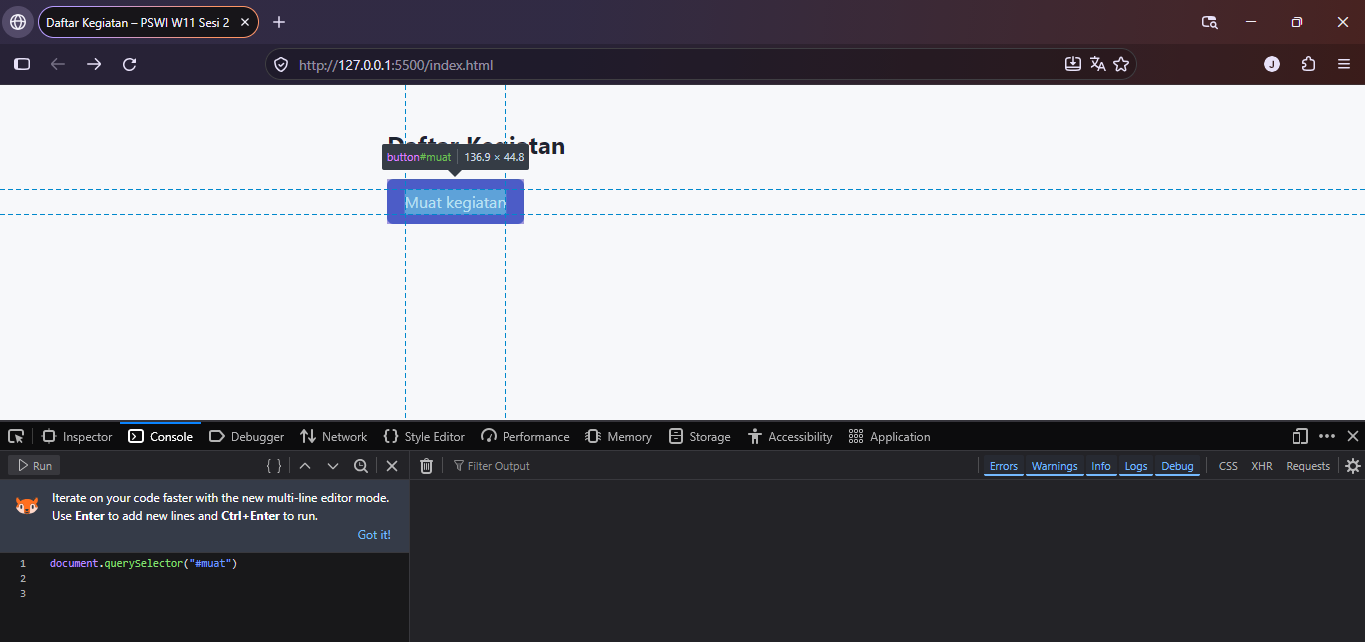 Daftar Kegiatan – PSWI W11 Sesi 2
http://127.0.0.1:5500/index.html
J
Daftar Kegiatan
button#muat 136.9 × 44.8
Muat kegiatan
Inspector Console Debugger Network Style Editor Performance Memory Storage Accessibility Application
Run Filter Output Errors Warnings Info Logs Debug CSS XHR Requests
Iterate on your code faster with the new multi-line editor mode.
Use Enter to add new lines and Ctrl+Enter to run.
Got it!
1 document.querySelector("#muat")
2
3